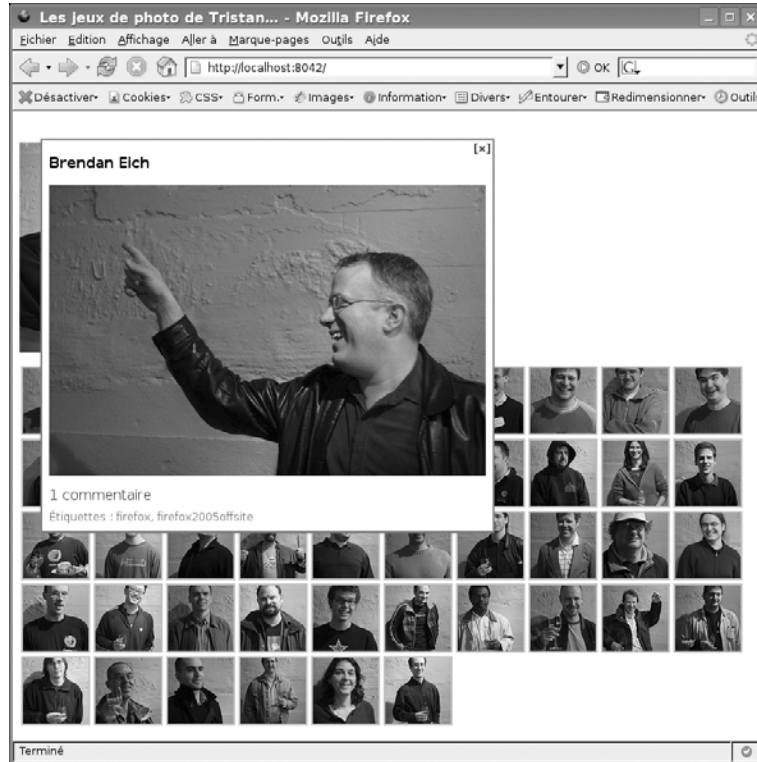 Les jeux de photo de Tristan... - Mozilla Firefox
Fichier Edition Affichage Aller à Marque-pages Outils Aide
http://localhost:8042/ OK G
Désactiver Cookies CSS Form. Images Information Divers Entourer Redimensionner Outil
[×]
Brendan Eich
1 commentaire
Étiquettes : firefox, firefox2005offsite
Terminé